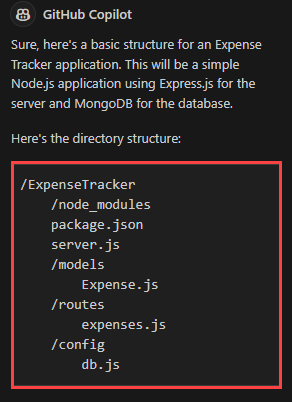 GitHub Copilot
Sure, here's a basic structure for an Expense
Tracker application. This will be a simple
Node.js application using Express.js for the
server and MongoDB for the database.
Here's the directory structure:
/ExpenseTracker
    /node_modules
    package.json
    server.js
    /models
        Expense.js
    /routes
        expenses.js
    /config
        db.js